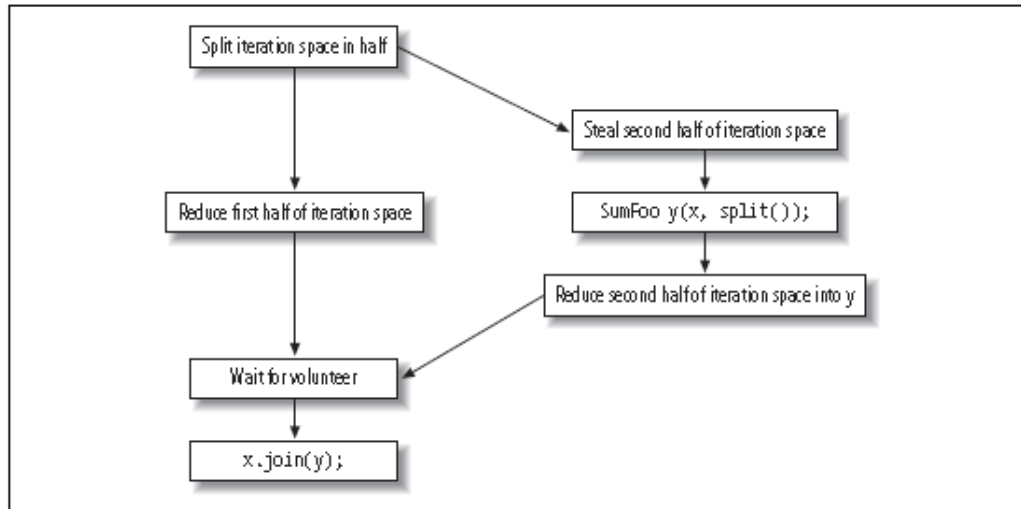 Split iteration space in half
Steal second half of iteration space
Reduce first half of iteration space
SumFoo y(x, split());
Reduce second half of iteration space into y
Wait for volunteer
x.join(y);